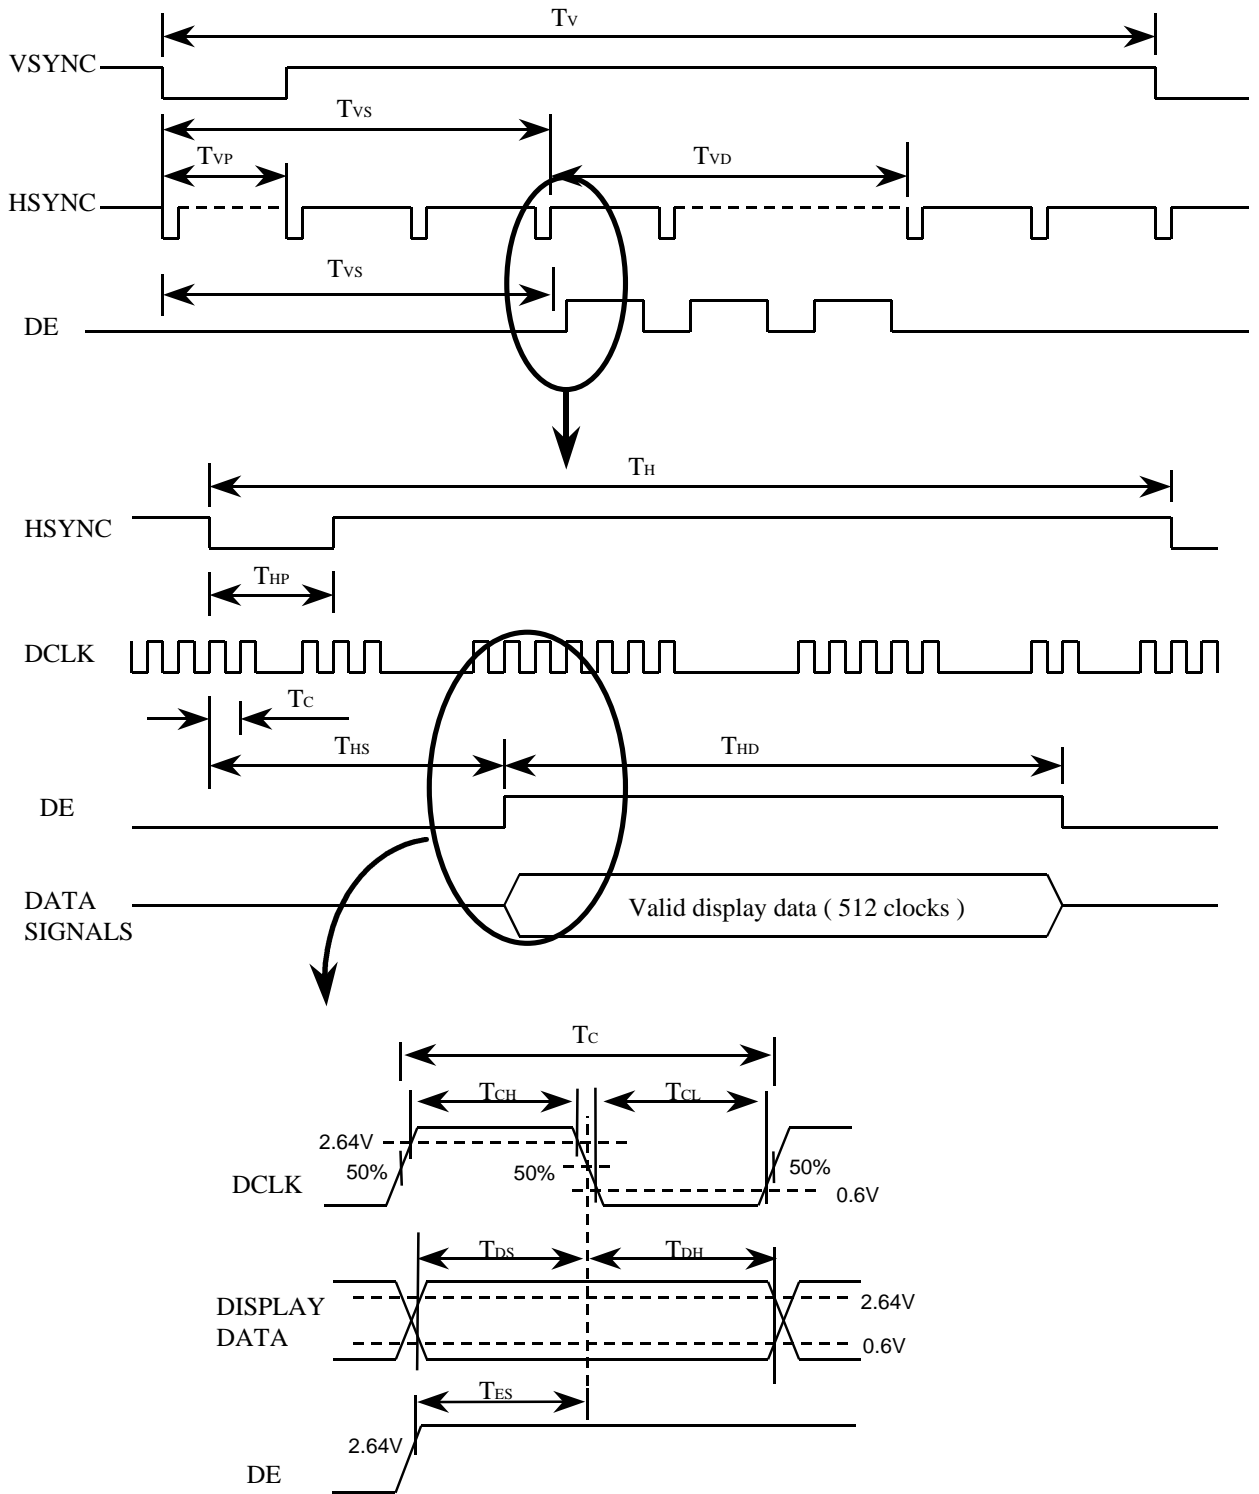 TV
VSYNC
TVS
TVP
TVD
HSYNC
TVS
DE
TH
HSYNC
THP
DCLK
TC
THS
THD
DE
DATA
SIGNALS
Valid display data ( 512 clocks )
TC
TCH
TCL
2.64V
50%
50%
50%
DCLK
0.6V
TDS
TDH
DISPLAY
DATA
2.64V
0.6V
TES
2.64V
DE